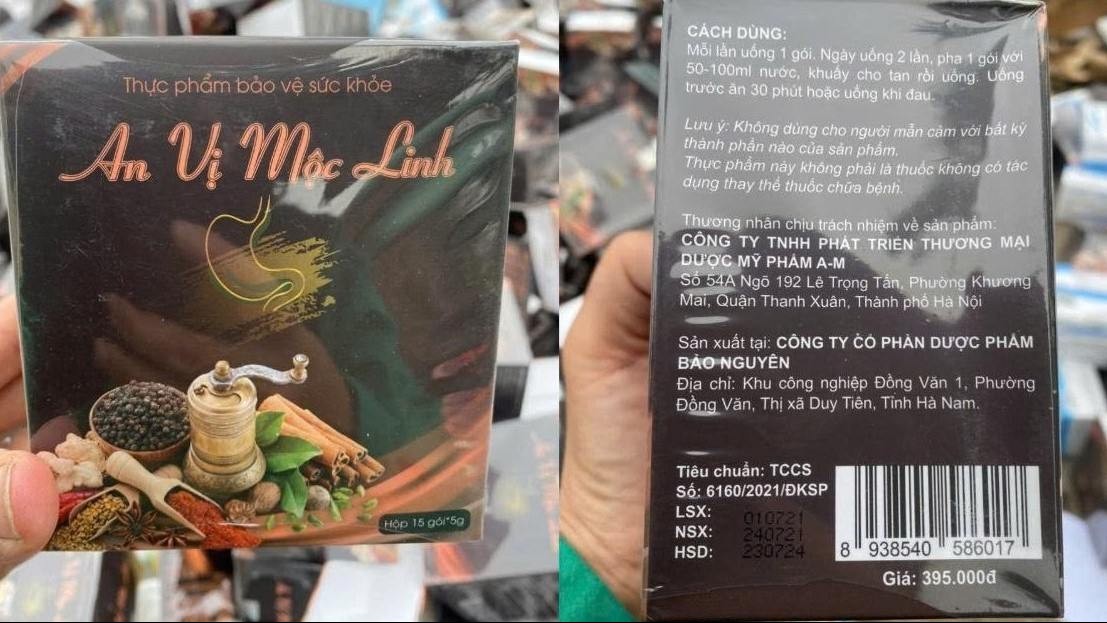 Thực phẩm bảo vệ sức khỏe
An Vị Mộc Linh
Hộp 15 gói*5g
CÁCH DÙNG:
Mỗi lần uống 1 gói. Ngày uống 2 lần, pha 1 gói với
50-100ml nước, khuấy cho tan rồi uống. Uống
trước ăn 30 phút hoặc uống khi đau.
Lưu ý: Không dùng cho người mẫn cảm với bất kỳ
thành phần nào của sản phẩm.
Thực phẩm này không phải là thuốc không có tác
dụng thay thế thuốc chữa bệnh.
Thương nhân chịu trách nhiệm về sản phẩm:
CÔNG TY TNHH PHÁT TRIỂN THƯƠNG MẠI
DƯỢC MỸ PHẨM A-M
Số 54A Ngõ 192 Lê Trọng Tấn, Phường Khương
Mai, Quận Thanh Xuân, Thành phố Hà Nội
Sản xuất tại: CÔNG TY CỔ PHẦN DƯỢC PHẨM
BẢO NGUYÊN
Địa chỉ: Khu công nghiệp Đồng Văn 1, Phường
Đồng Văn, Thị xã Duy Tiên, Tỉnh Hà Nam.
Tiêu chuẩn: TCCS
Số: 6160/2021/ĐKSP
LSX: 010721
NSX: 240721
HSD: 230724
8 938540 586017
Giá: 395.000đ